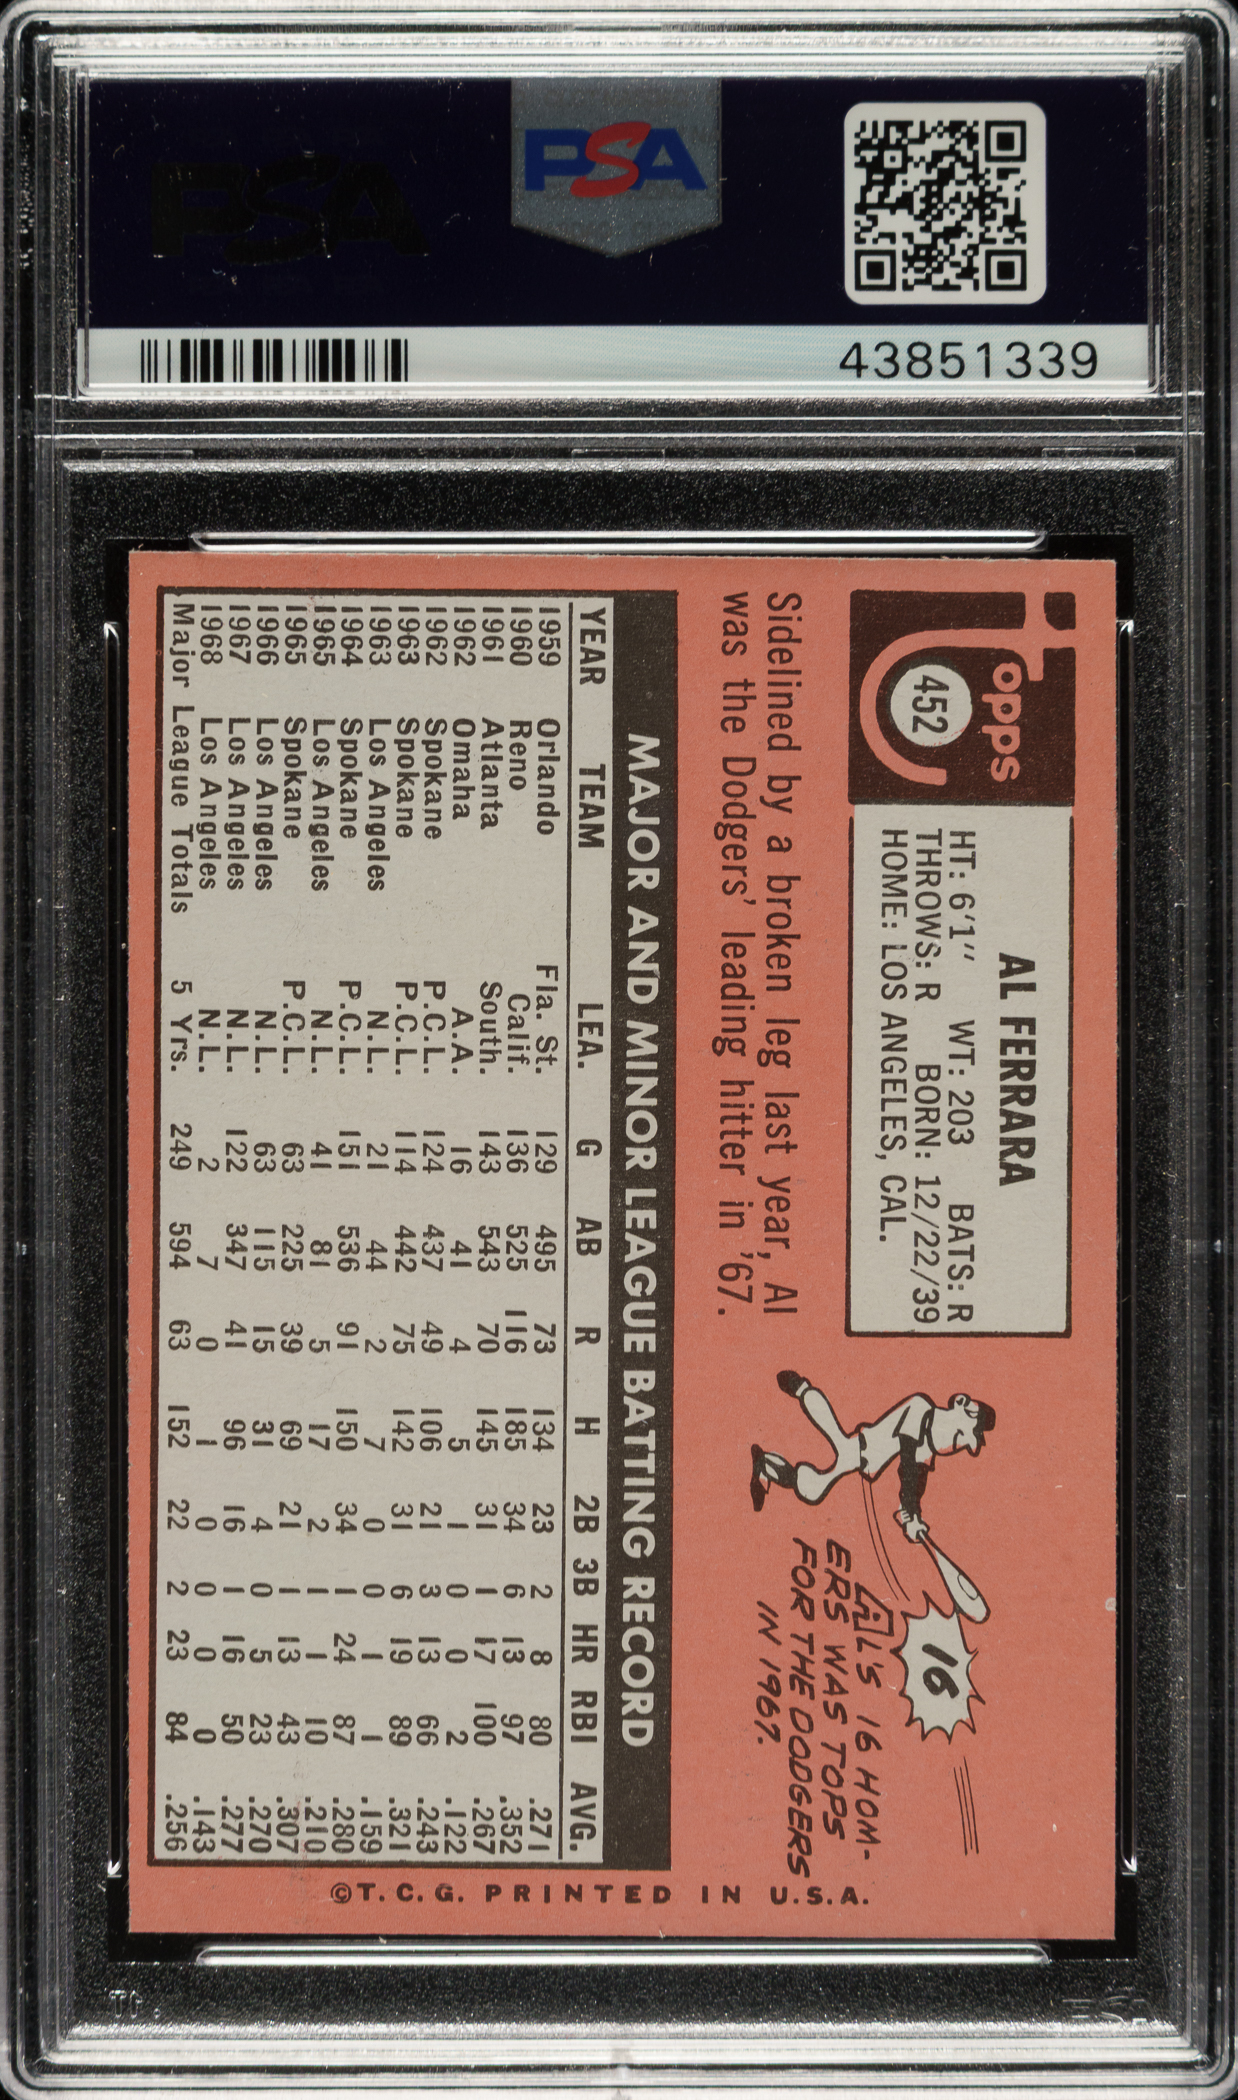 PSA
PSA
43851339
Topps
452
AL FERRARA
HT: 6'1" WT: 203 BATS: R
THROWS: R BORN: 12/22/39
HOME: LOS ANGELES, CAL.
Sidelined by a broken leg last year, Al
was the Dodgers' leading hitter in '67.
16
AL'S 16 HOM-
ERS WAS TOPS
FOR THE DODGERS
IN 1967.
MAJOR AND MINOR LEAGUE BATTING RECORD
YEAR TEAM LEA. G AB R H 2B 3B HR RBI AVG.
1959 Orlando Fla. St. 129 495 73 134 23 2 8 80 .271
1960 Reno Calif. 136 525 116 185 34 6 13 97 .352
1961 Atlanta South. 143 543 70 145 31 1 17 100 .267
1962 Omaha A.A. 16 41 4 5 1 0 0 2 .122
1962 Spokane P.C.L. 124 437 49 106 21 3 13 66 .243
1963 Spokane P.C.L. 114 442 75 142 31 6 19 89 .321
1963 Los Angeles N.L. 21 44 2 7 0 0 1 1 .159
1964 Spokane P.C.L. 151 536 91 150 34 1 24 87 .280
1965 Los Angeles N.L. 41 81 5 17 2 1 1 10 .210
1965 Spokane P.C.L. 63 225 39 69 21 1 13 43 .307
1966 Los Angeles N.L. 63 115 15 31 4 0 5 23 .270
1967 Los Angeles N.L. 122 347 41 96 16 1 16 50 .277
1968 Los Angeles N.L. 2 7 0 1 0 0 0 0 .143
Major League Totals 5 Yrs. 249 594 63 152 22 2 23 84 .256
©T.C.G. PRINTED IN U.S.A.